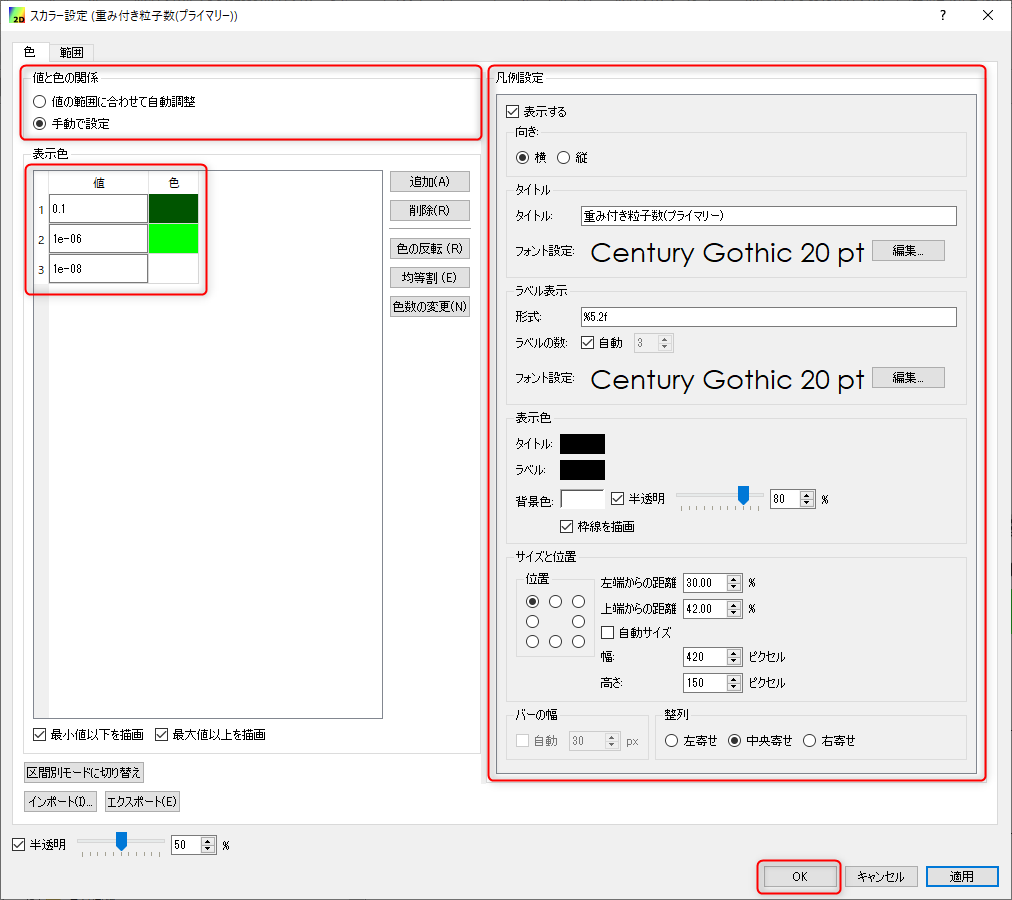 2D スカラー設定 (重み付き粒子数(プライマリー)) ?
色 範囲
値と色の関係
値の範囲に合わせて自動調整
手動で設定
表示色
値 色
1 0.1
2 1e-06
3 1e-08
追加(A)
削除(R)
色の反転 (R)
均等割 (E)
色数の変更(N)
最小値以下を描画 最大値以上を描画
区間別モードに切り替え
インポート(I)... エクスポート(E)
半透明 50 %
凡例設定
表示する
向き:
横 縦
タイトル
タイトル: 重み付き粒子数(プライマリー)
フォント設定: Century Gothic 20 pt 編集...
ラベル表示
形式: %5.2f
ラベルの数: 自動 3
フォント設定: Century Gothic 20 pt 編集...
表示色
タイトル:
ラベル:
背景色: 半透明 80 %
枠線を描画
サイズと位置
位置
左端からの距離 30.00 %
上端からの距離 42.00 %
自動サイズ
幅: 420 ピクセル
高さ: 150 ピクセル
バーの幅
自動 30 px
整列
左寄せ 中央寄せ 右寄せ
OK キャンセル 適用